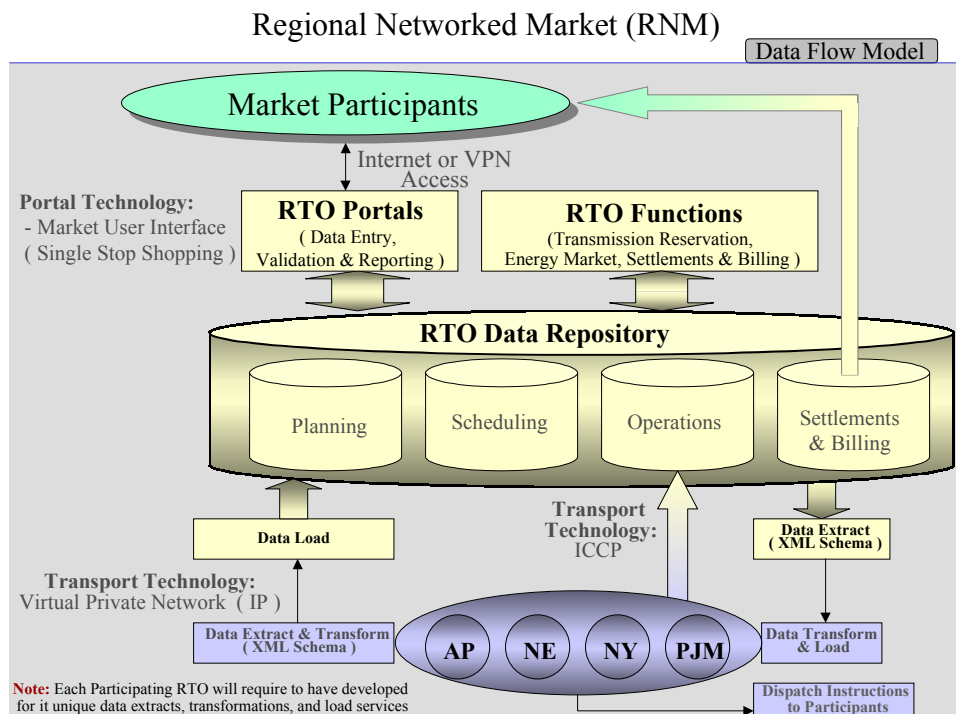 Regional Networked Market (RNM)
Data Flow Model
Market Participants
Internet or VPN
Access
Portal Technology:
- Market User Interface
( Single Stop Shopping )
RTO Portals
( Data Entry,
Validation & Reporting )
RTO Functions
(Transmission Reservation,
Energy Market, Settlements & Billing )
RTO Data Repository
Planning
Scheduling
Operations
Settlements
& Billing
Data Load
Transport
Technology:
ICCP
Data Extract
( XML Schema )
Transport Technology:
Virtual Private Network ( IP )
Data Extract & Transform
( XML Schema )
AP
NE
NY
PJM
Data Transform
& Load
Note: Each Participating RTO will require to have developed
for it unique data extracts, transformations, and load services
Dispatch Instructions
to Participants